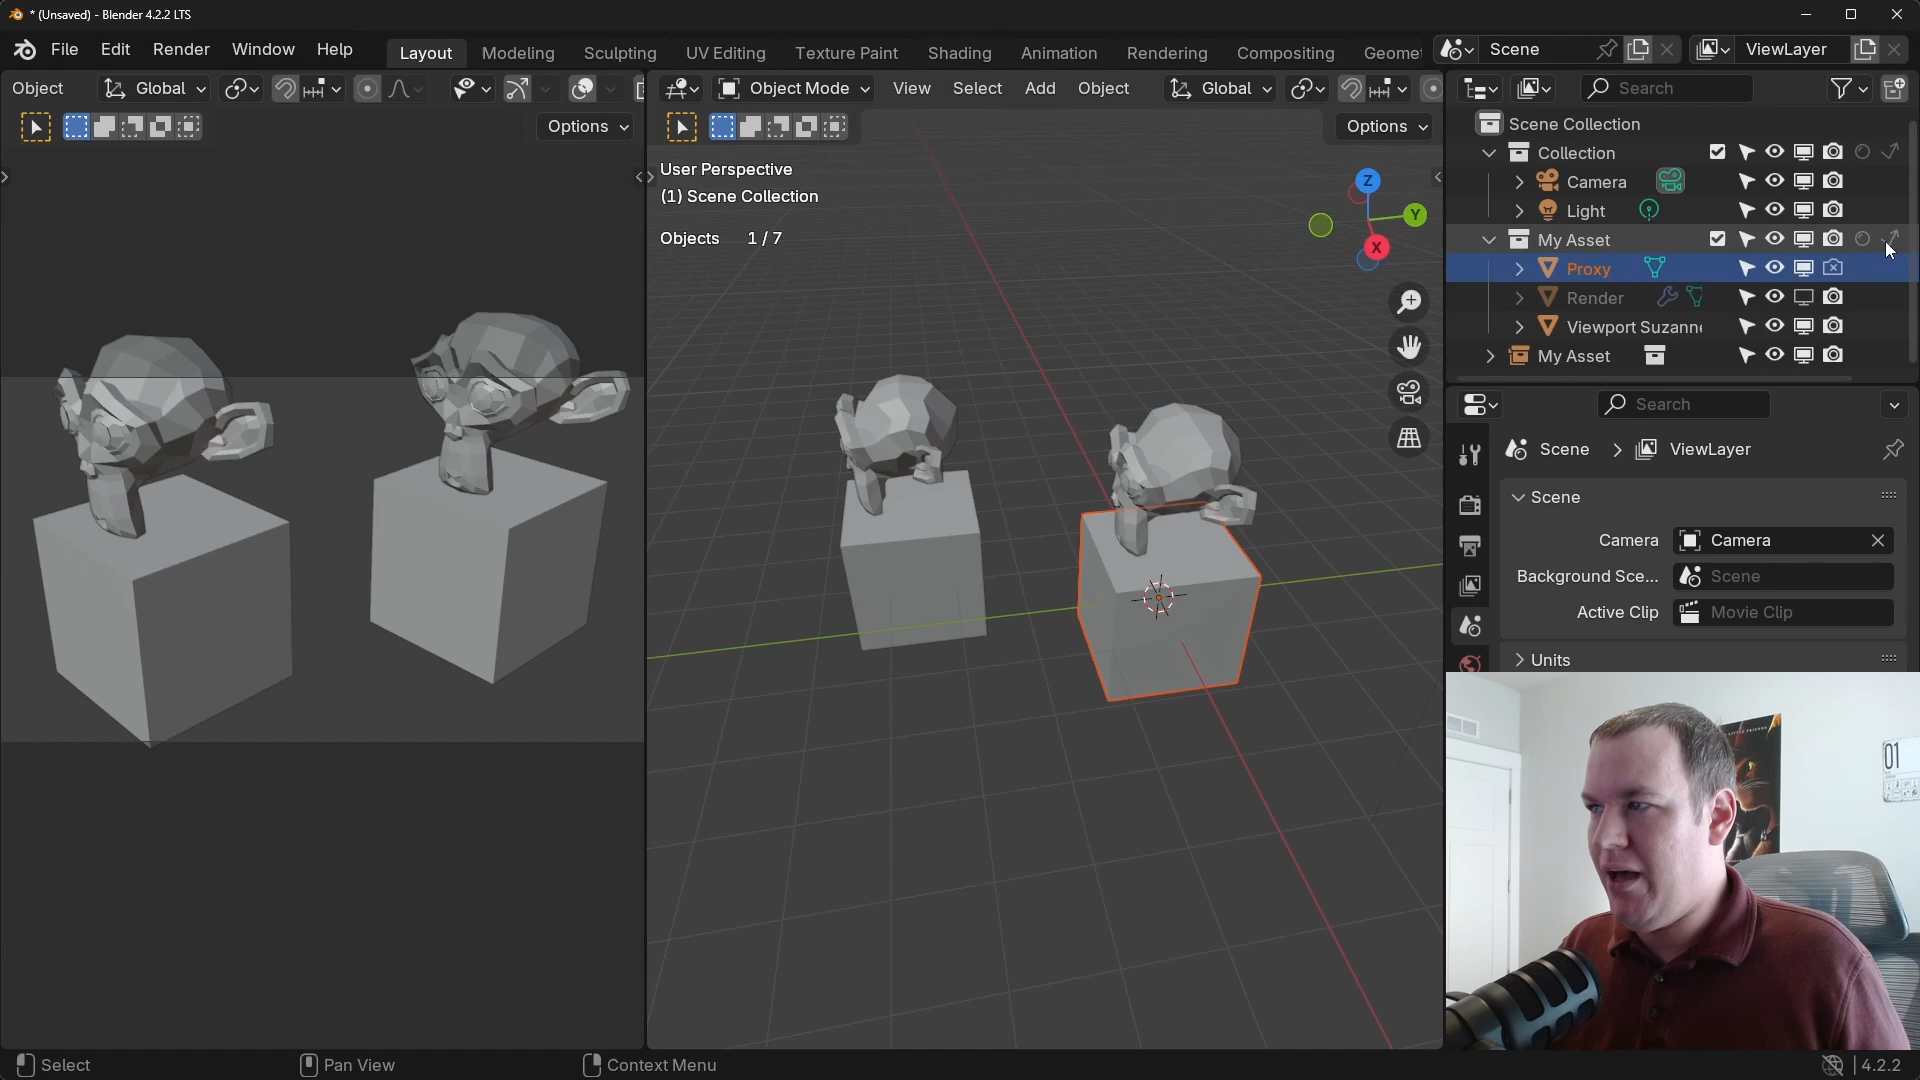 * (Unsaved) - Blender 4.2.2 LTS
File Edit Render Window Help Layout Modeling Sculpting UV Editing Texture Paint Shading Animation Rendering Compositing Geomet Scene ViewLayer
Object Global Object Mode View Select Add Object Global Search
Options Options
Scene Collection
Collection
Camera
Light
My Asset
Proxy
Render
Viewport Suzann
My Asset
User Perspective
(1) Scene Collection
Objects 1 / 7
Z
Y
X
Search
Scene > ViewLayer
Scene
Camera Camera
Background Sce... Scene
Active Clip Movie Clip
Units
01
Select Pan View Context Menu 4.2.2